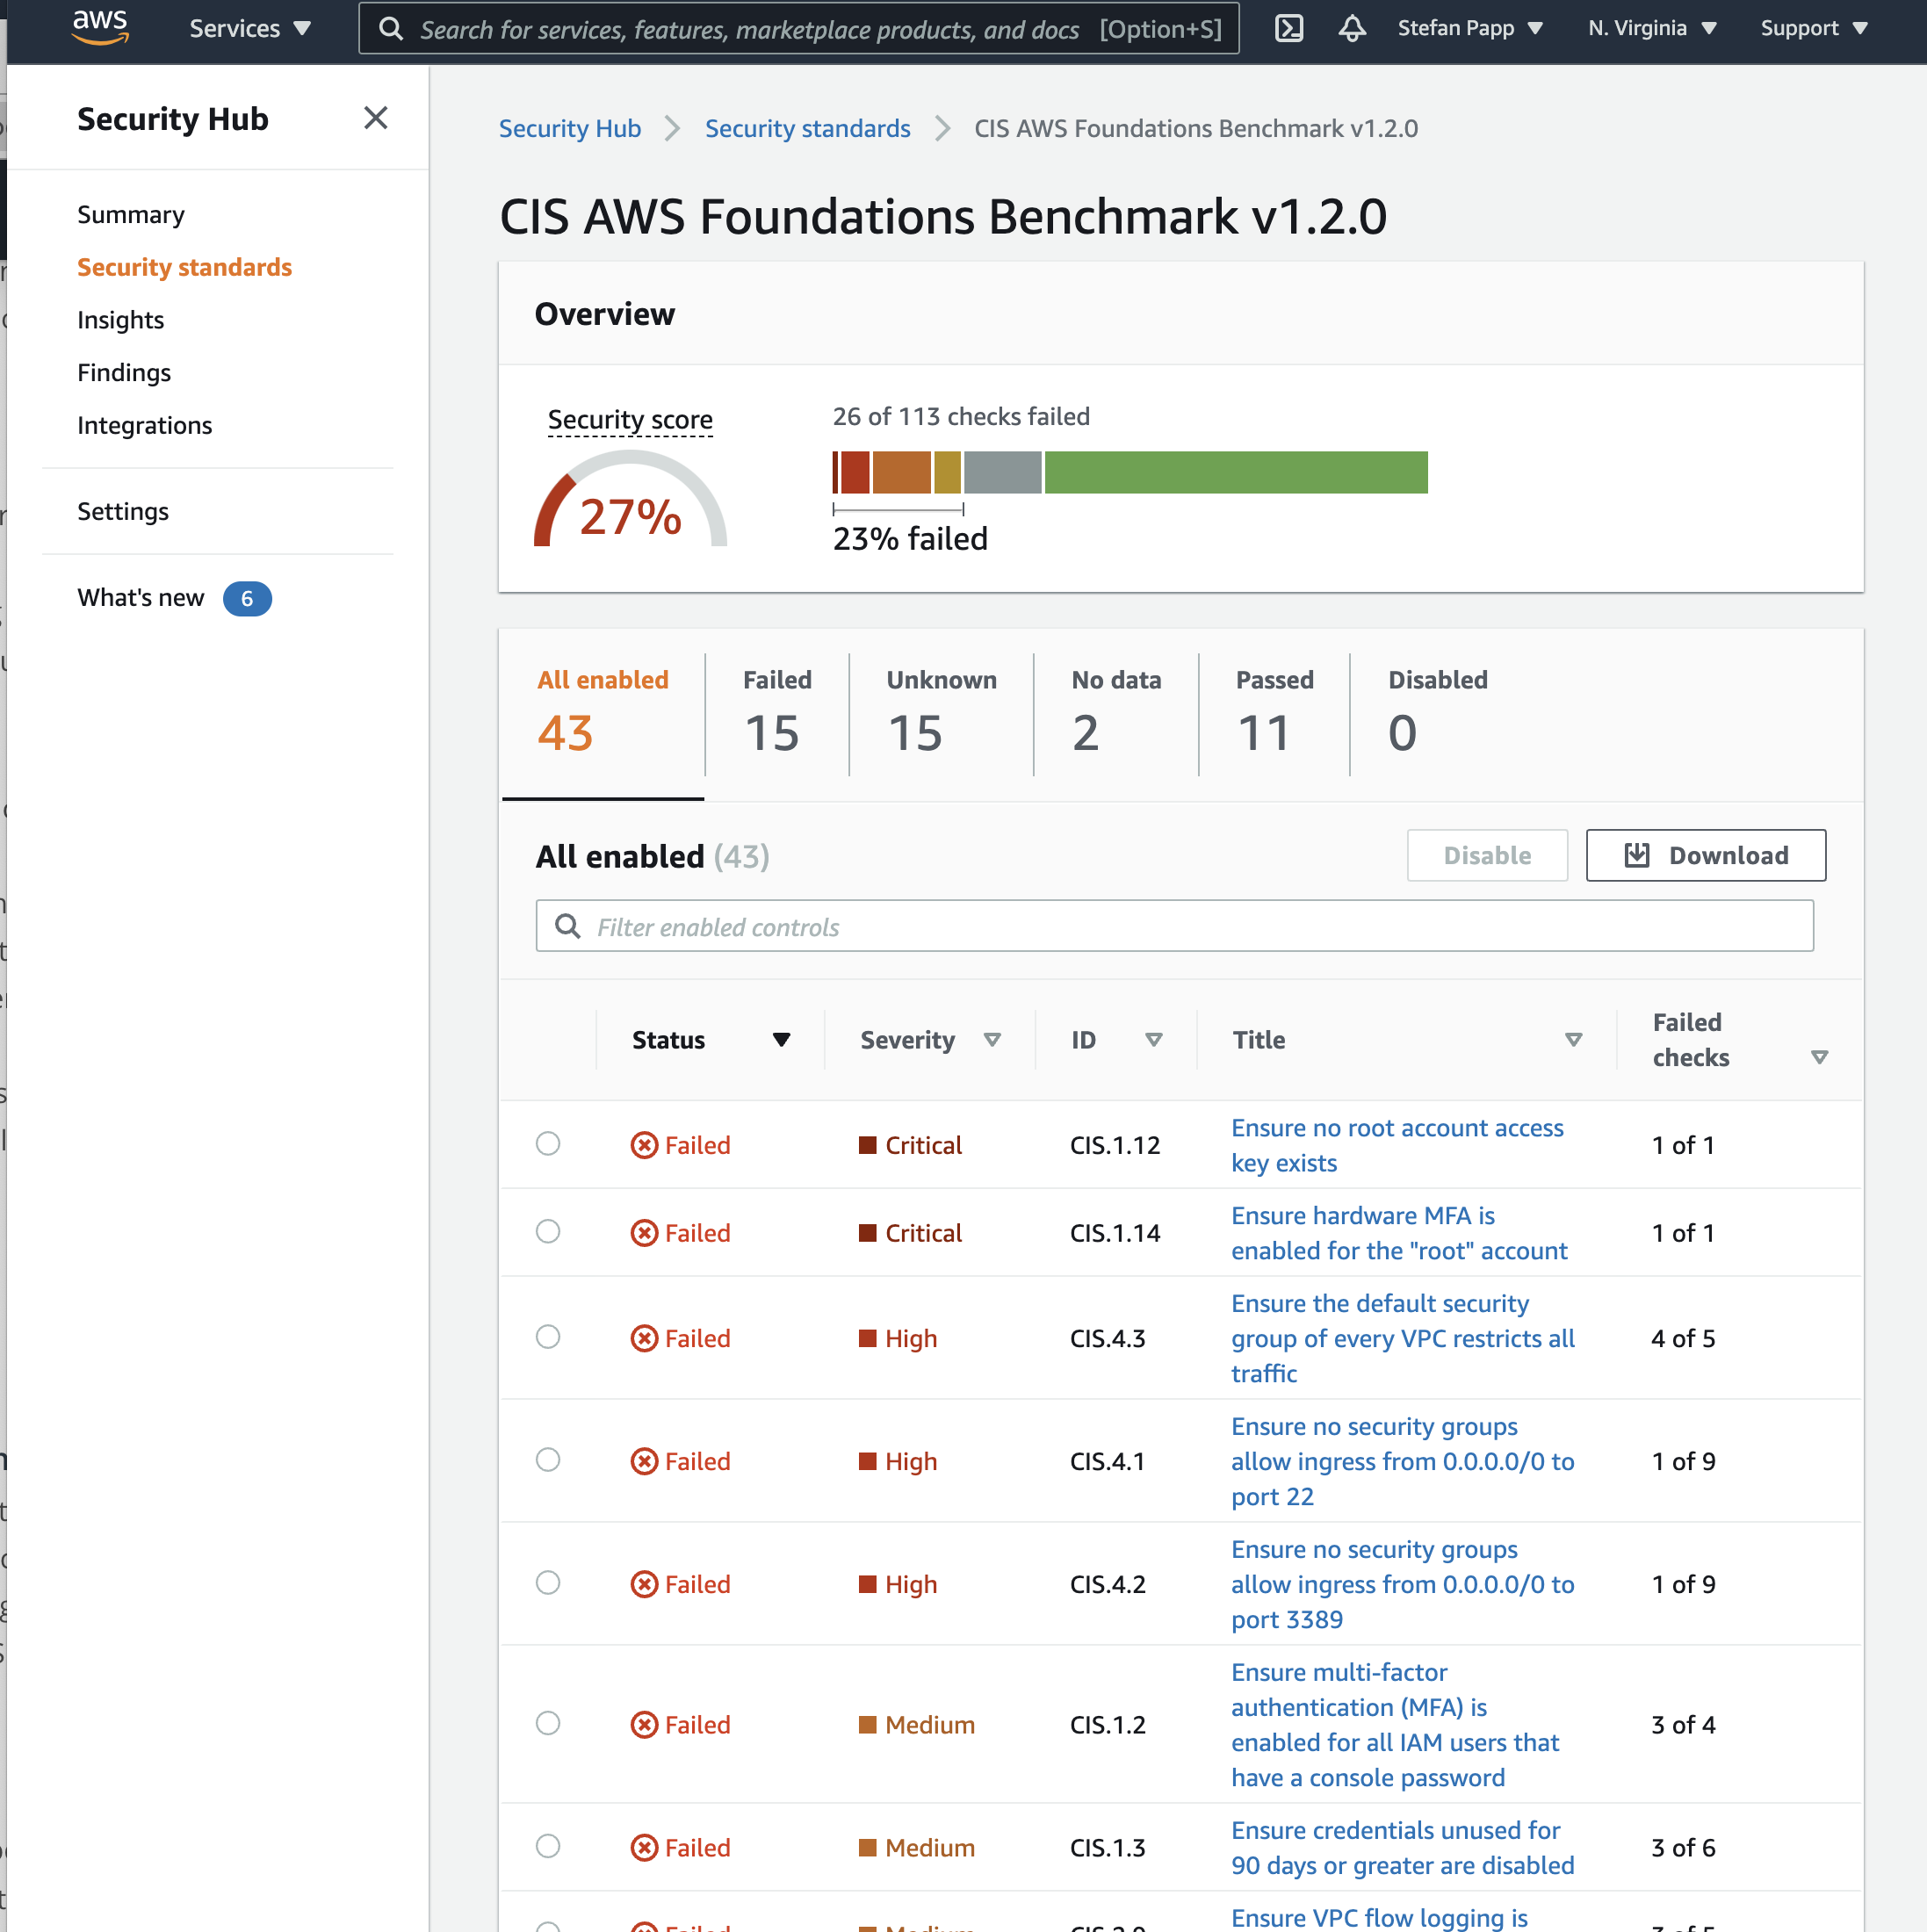 aws
Services
Search for services, features, marketplace products, and docs [Option+S]
Stefan Papp
N. Virginia
Support
Security Hub
Summary
Security standards
Insights
Findings
Integrations
Settings
What's new 6
Security Hub > Security standards > CIS AWS Foundations Benchmark v1.2.0
CIS AWS Foundations Benchmark v1.2.0
Overview
Security score
27%
26 of 113 checks failed
23% failed
All enabled Failed Unknown No data Passed Disabled
43 15 15 2 11 0
All enabled (43)
Disable
Download
Filter enabled controls
Status Severity ID Title Failed
checks
Failed Critical CIS.1.12 Ensure no root account access
key exists
1 of 1
Failed Critical CIS.1.14 Ensure hardware MFA is
enabled for the "root" account
1 of 1
Failed High CIS.4.3 Ensure the default security
group of every VPC restricts all
traffic
4 of 5
Failed High CIS.4.1 Ensure no security groups
allow ingress from 0.0.0.0/0 to
port 22
1 of 9
Failed High CIS.4.2 Ensure no security groups
allow ingress from 0.0.0.0/0 to
port 3389
1 of 9
Failed Medium CIS.1.2 Ensure multi-factor
authentication (MFA) is
enabled for all IAM users that
have a console password
3 of 4
Failed Medium CIS.1.3 Ensure credentials unused for
90 days or greater are disabled
3 of 6
Failed Medium CIS.2.9 Ensure VPC flow logging is
3 of 5